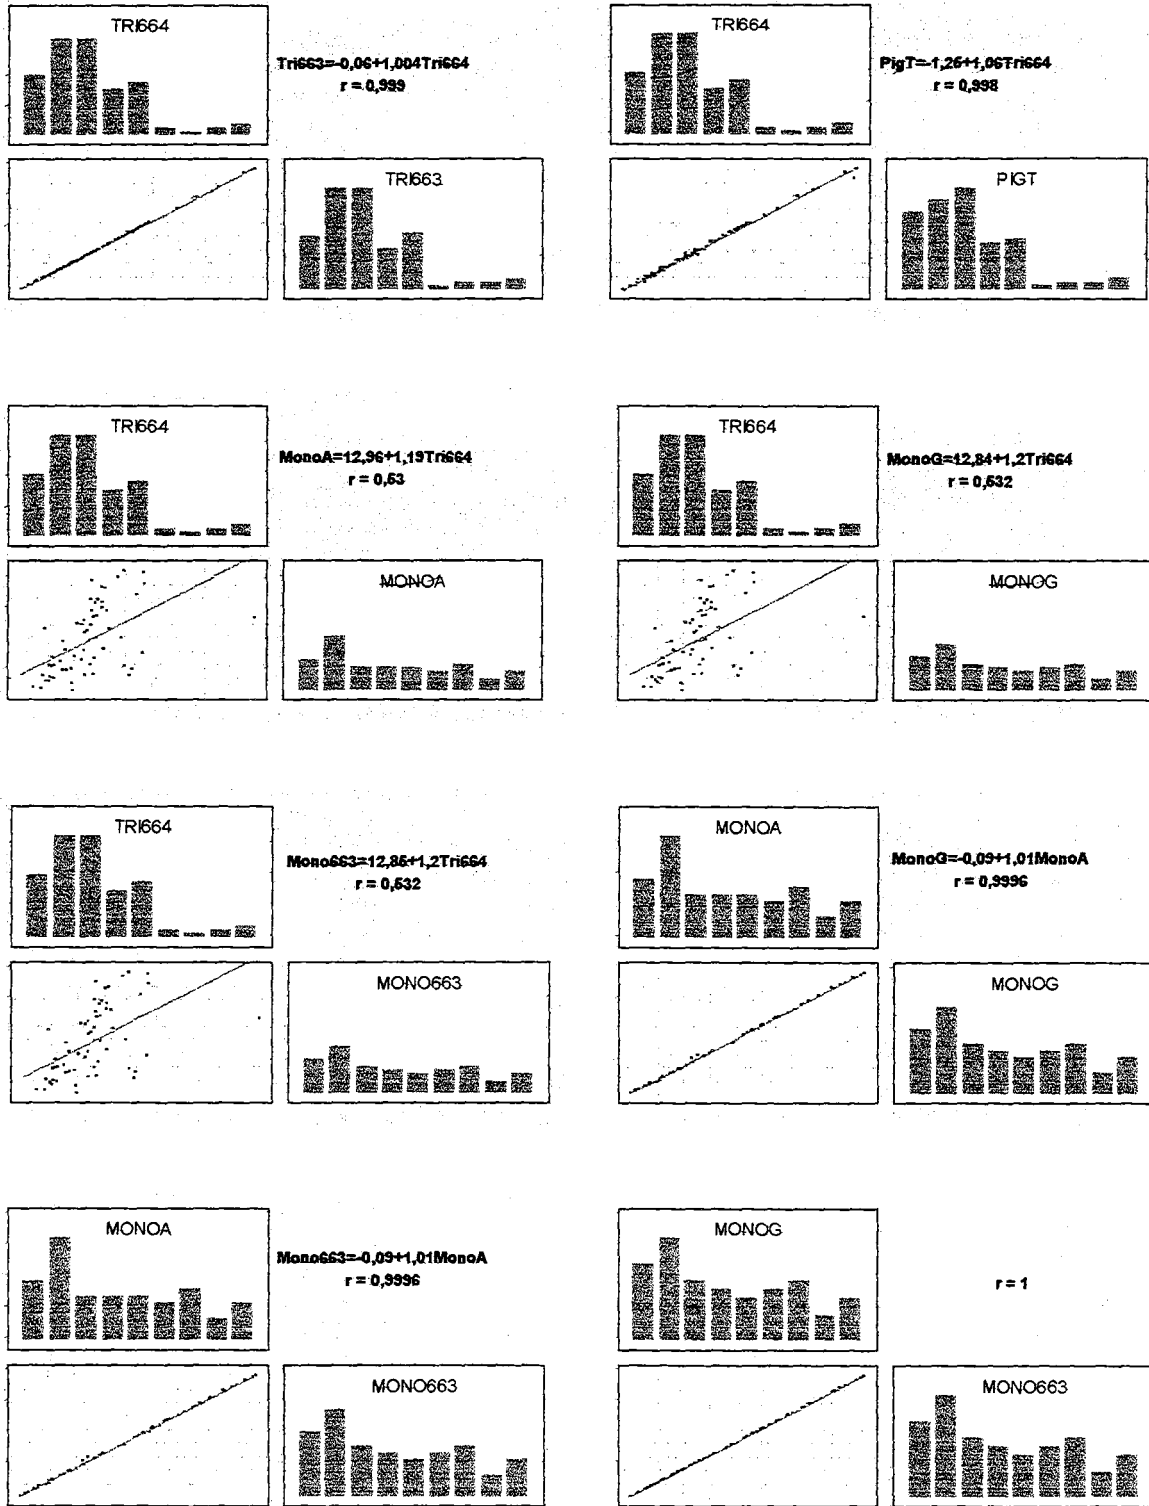 TRI664
Tri663=-0,06+1,004Tri664
r = 0,999
TRI663
TRI664
PigT=-1,26+1,06Tri664
r = 0,998
PIGT
TRI664
MonoA=12,96+1,19Tri664
r = 0,53
MONOA
TRI664
MonoG=12,84+1,2Tri664
r = 0,532
MONOG
TRI664
Mono663=12,86+1,2Tri664
r = 0,532
MONO663
MONOA
MonoG=-0,09+1,01MonoA
r = 0,9996
MONOG
MONOA
Mono663=-0,09+1,01MonoA
r = 0,9996
MONO663
MONOG
r = 1
MONO663